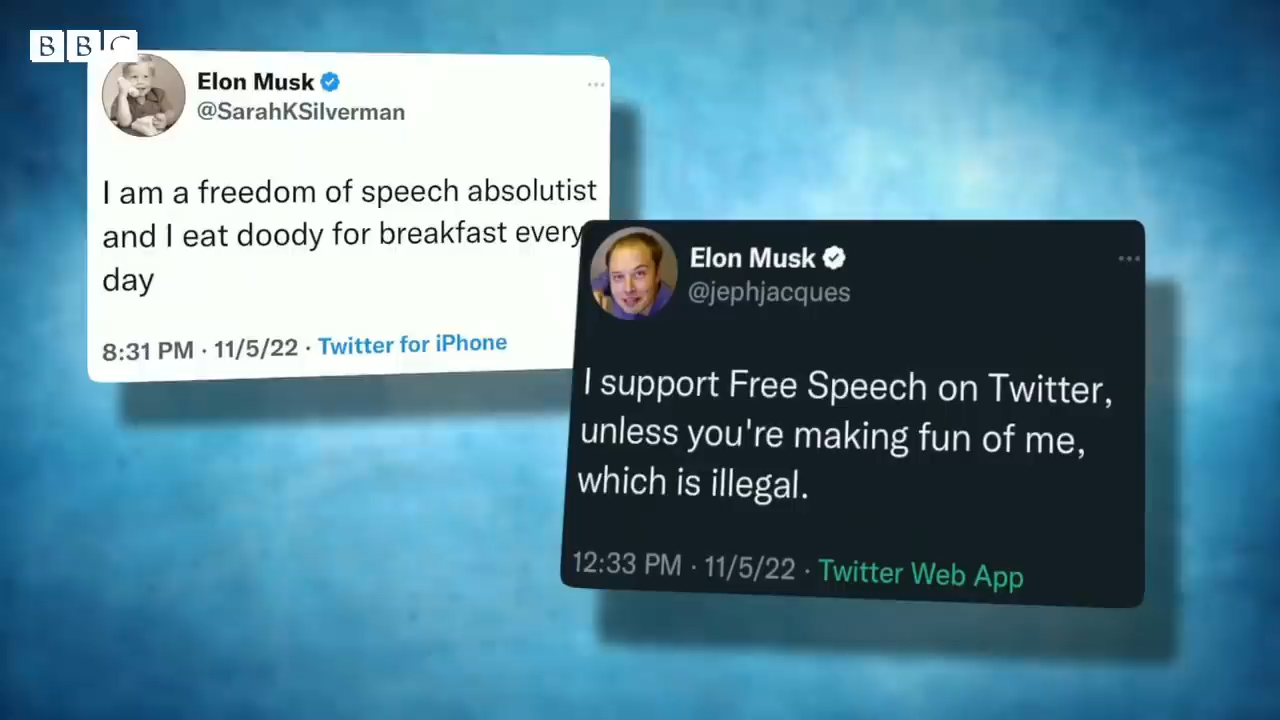 BBC
Elon Musk
@SarahKSilverman
I am a freedom of speech absolutist
and I eat doody for breakfast every
day
8:31 PM · 11/5/22 · Twitter for iPhone
Elon Musk
@jephjacques
I support Free Speech on Twitter,
unless you're making fun of me,
which is illegal.
12:33 PM · 11/5/22 · Twitter Web App